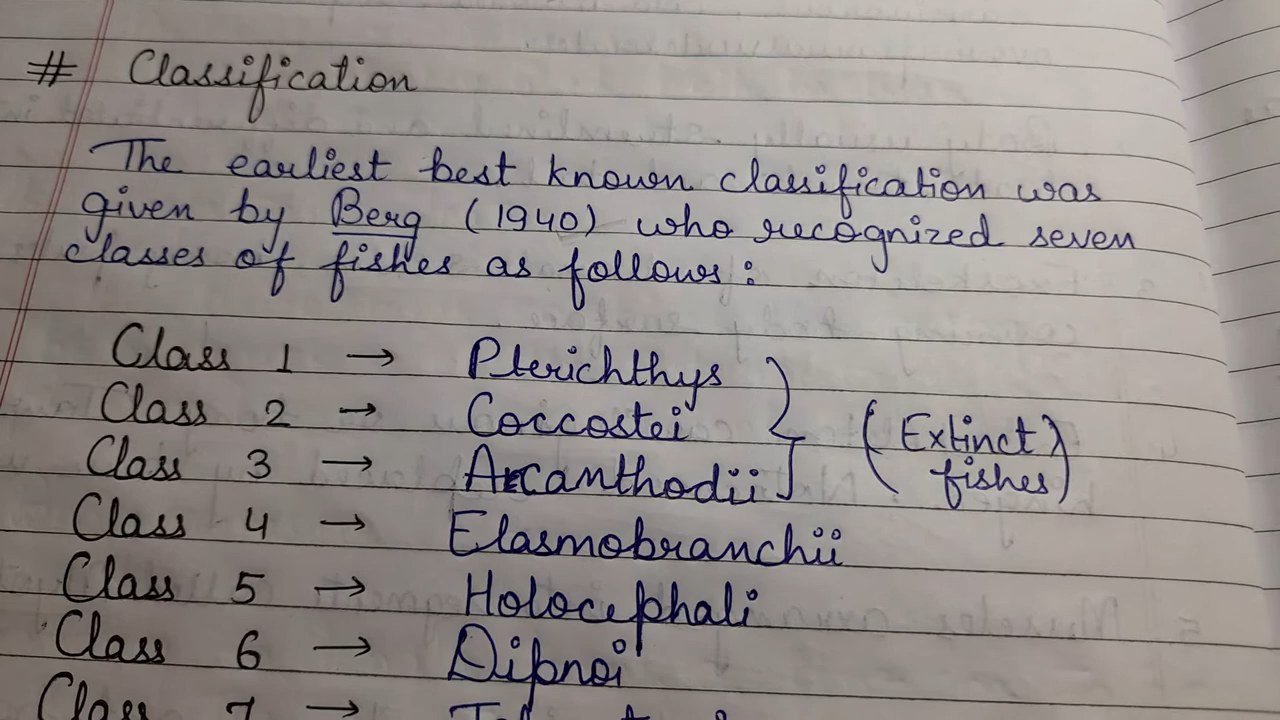 # Classification
The earliest best known classification was
given by Berg (1940) who recognized seven
classes of fishes as follows:
Class 1 → Pterichthys
Class 2 → Coccostei
Class 3 → Acanthodii
(Extinct fishes)
Class 4 → Elasmobranchii
Class 5 → Holocephali
Class 6 → Dipnoi
Class 7 →